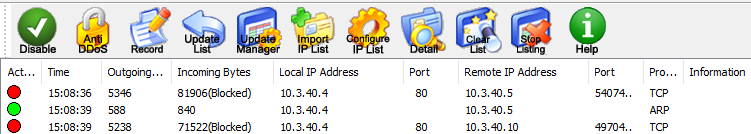 Disable Anti DDoS Record Update List Update Manager Import IP List Configure IP List Detail Clear List Stop Listing Help
Act... Time Outgoing... Incoming Bytes Local IP Address Port Remote IP Address Port Pro... Information
15:08:36 5346 81906(Blocked) 10.3.40.4 80 10.3.40.5 54074.. TCP
15:08:39 588 840 10.3.40.4 10.3.40.5 ARP
15:08:39 5238 71522(Blocked) 10.3.40.4 80 10.3.40.10 49704.. TCP